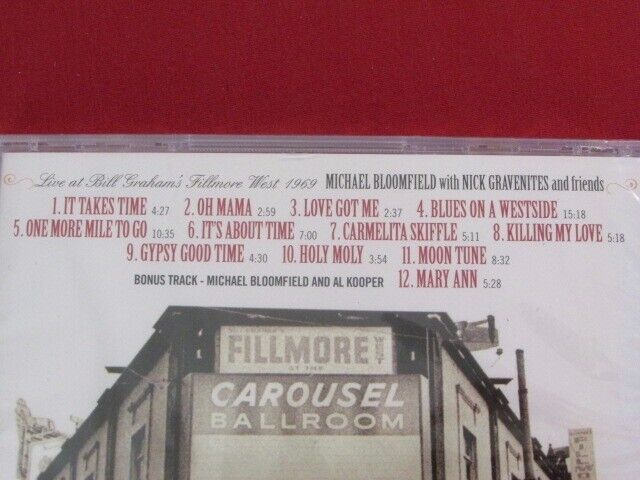 Live at Bill Graham's Fillmore West 1969 MICHAEL BLOOMFIELD with NICK GRAVENITES and friends
1. IT TAKES TIME 4:27 2. OH MAMA 2:59 3. LOVE GOT ME 2:37 4. BLUES ON A WESTSIDE 15:18
5. ONE MORE MILE TO GO 10:35 6. IT'S ABOUT TIME 7:00 7. CARMELITA SKIFFLE 5:11 8. KILLING MY LOVE 5:18
9. GYPSY GOOD TIME 4:30 10. HOLY MOLY 3:54 11. MOON TUNE 8:32
BONUS TRACK - MICHAEL BLOOMFIELD AND AL KOOPER 12. MARY ANN 5:28
FILLMORE WEST
AT THE
CAROUSEL
BALLROOM